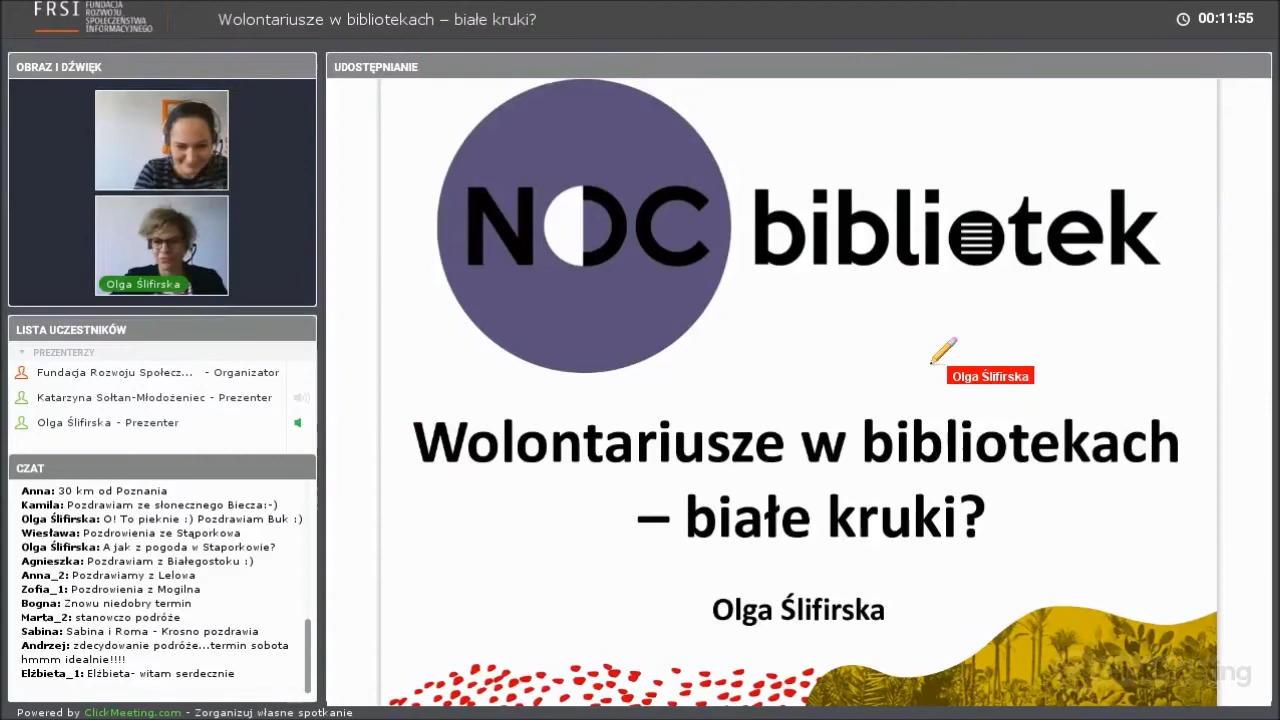 FRSI FUNDACJA
ROZWOJU
SPOŁECZEŃSTWA
INFORMACYJNEGO
Wolontariusze w bibliotekach – białe kruki?
00:11:55
OBRAZ I DŹWIĘK
Olga Ślifirska
LISTA UCZESTNIKÓW
PREZENTERZY
Fundacja Rozwoju Społecz... - Organizator
Katarzyna Sołtan-Młodożeniec - Prezenter
Olga Ślifirska - Prezenter
CZAT
Anna: 30 km od Poznania
Kamila: Pozdrawiam ze słonecznego Biecza:-)
Olga Ślifirska: O! To pieknie :) Pozdrawiam Buk :)
Wiesława: Pozdrowienia ze Stąporkowa
Olga Ślifirska: A jak z pogoda w Staporkowie?
Agnieszka: Pozdrawiam z Białegostoku :)
Anna_2: Pozdrawiamy z Lelowa
Zofia_1: Pozdrowienia z Mogilna
Bogna: Znowu niedobry termin
Marta_2: stanowczo podróże
Sabina: Sabina i Roma - Krosno pozdrawia
Andrzej: zdecydowanie podróże...termin sobota
hmmm idealnie!!!!
Elżbieta_1: Elżbieta- witam serdecznie
Powered by ClickMeeting.com - Zorganizuj własne spotkanie
UDOSTĘPNIANIE
NOC bibliotek
Olga Ślifirska
Wolontariusze w bibliotekach
– białe kruki?
Olga Ślifirska